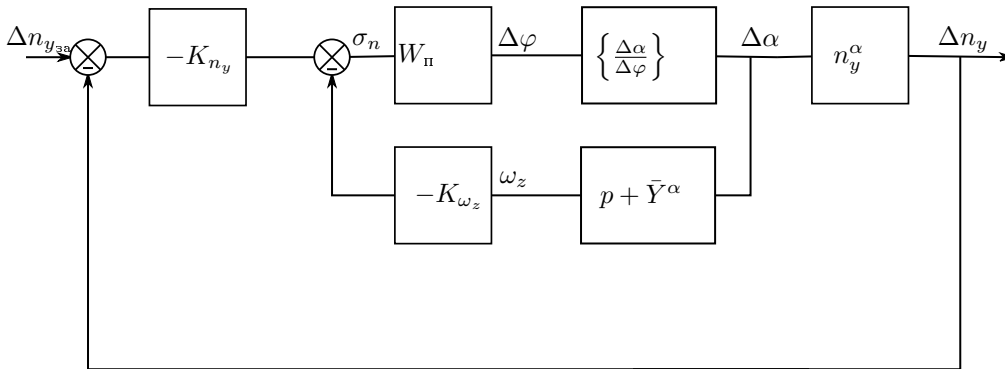 Δn_{y_{за}}
-
−K_{n_y}
-
σ_n
W_п
Δφ
{Δα/Δφ}
Δα
n_y^α
Δn_y
−K_{ω_z}
ω_z
p + Ȳ^α